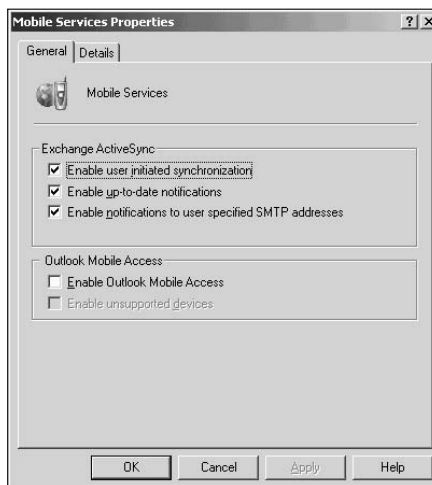 Mobile Services Properties
General Details
Mobile Services
Exchange ActiveSync
Enable user initiated synchronization
Enable up-to-date notifications
Enable notifications to user specified SMTP addresses
Outlook Mobile Access
Enable Outlook Mobile Access
Enable unsupported devices
OK Cancel Apply Help